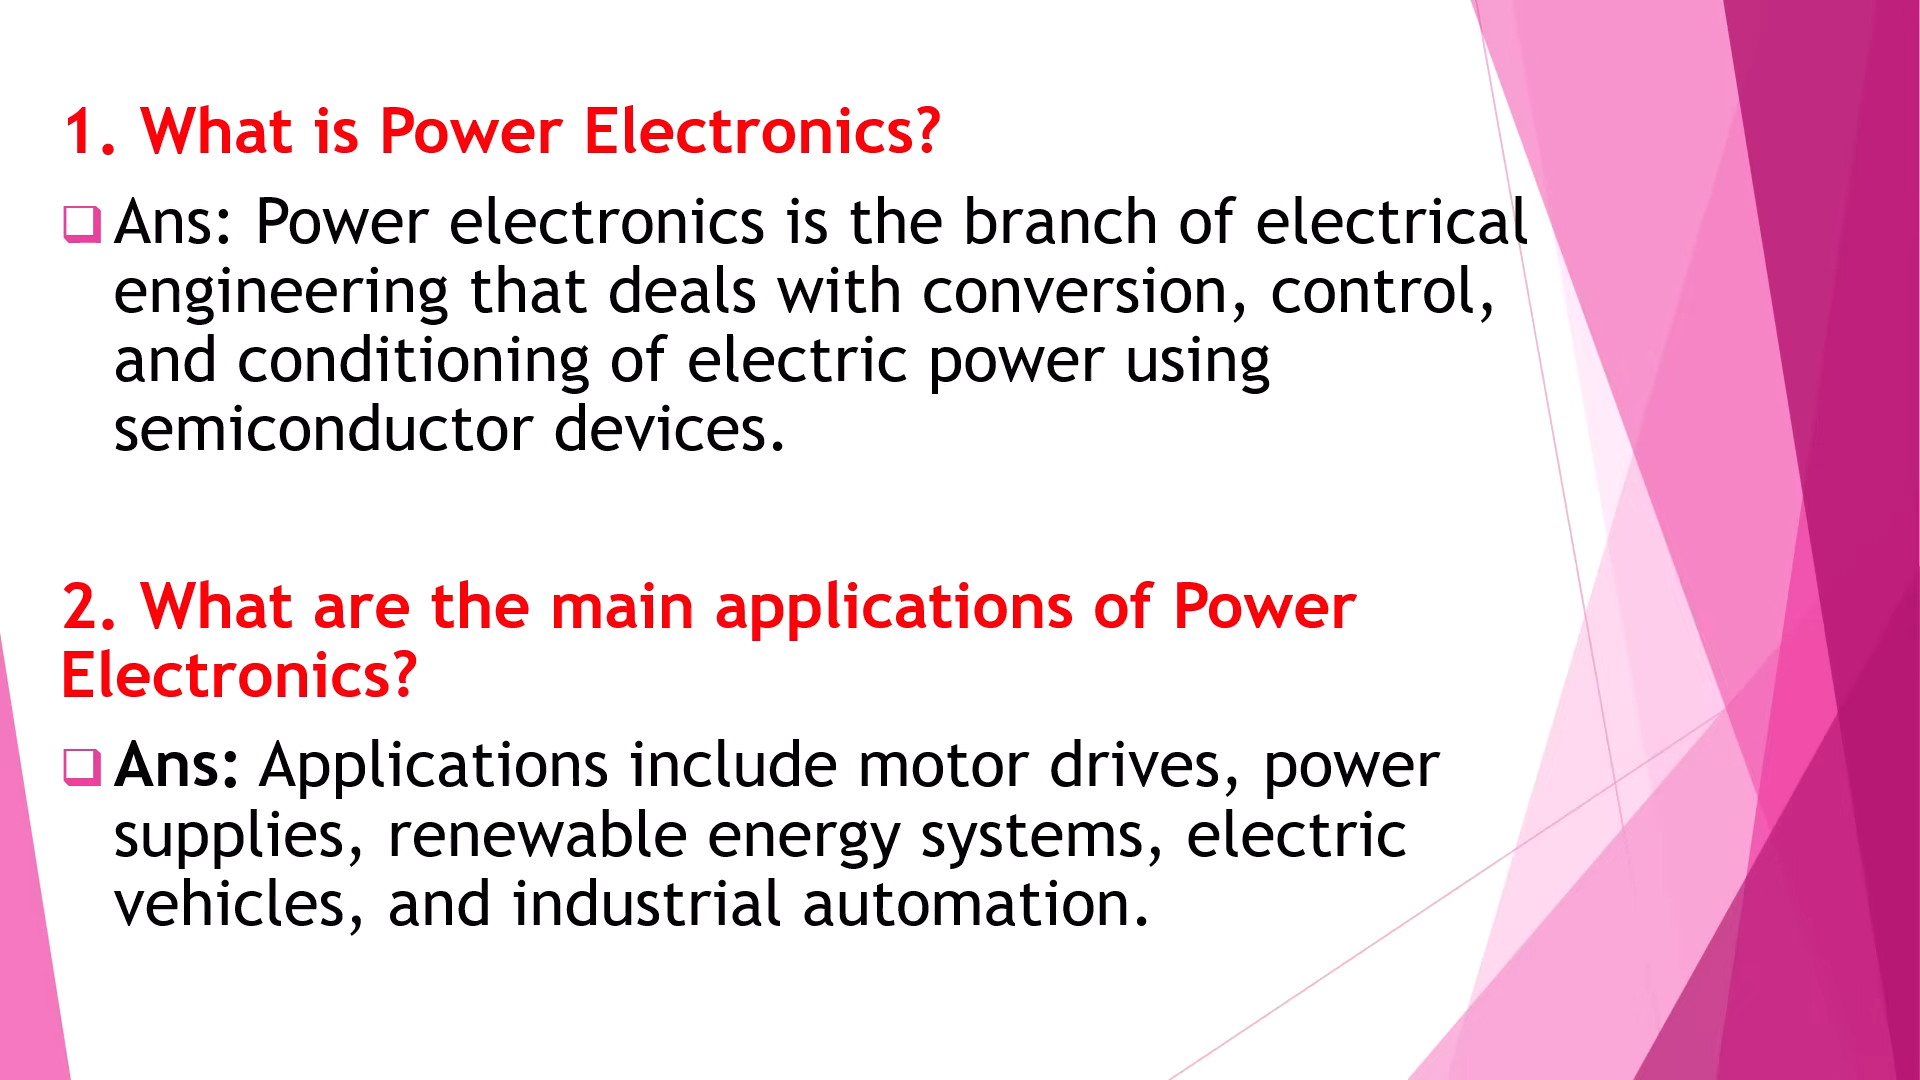 1. What is Power Electronics?
Ans: Power electronics is the branch of electrical
engineering that deals with conversion, control,
and conditioning of electric power using
semiconductor devices.
2. What are the main applications of Power
Electronics?
Ans: Applications include motor drives, power
supplies, renewable energy systems, electric
vehicles, and industrial automation.